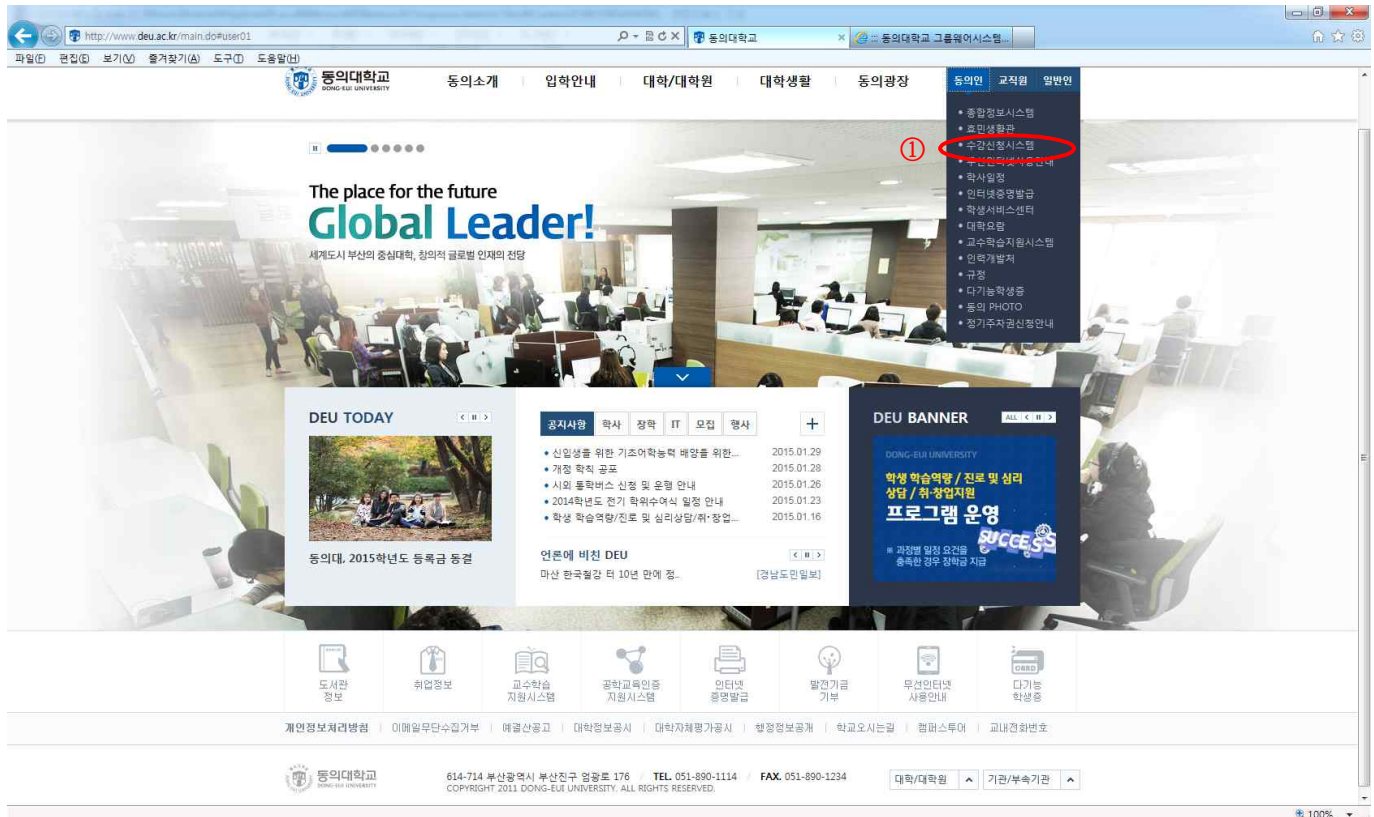 http://www.deu.ac.kr/main.do#user01
동의대학교
::: 동의대학교 그룹웨어시스템...
파일(F) 편집(E) 보기(V) 즐겨찾기(A) 도구(T) 도움말(H)
동의대학교
DONG-EUI UNIVERSITY
동의소개 입학안내 대학/대학원 대학생활 동의광장
동의인 교직원 일반인
종합정보시스템
효민생활관
① 수강신청시스템
무선인터넷사용안내
학사일정
인터넷증명발급
학생서비스센터
대학요람
교수학습지원시스템
인력개발처
규정
다기능학생증
동의 PHOTO
정기주차권신청안내
The place for the future
Global Leader!
세계도시 부산의 중심대학, 창의적 글로벌 인재의 전당
DEU TODAY
동의대, 2015학년도 등록금 동결
공지사항 학사 장학 IT 모집 행사
신입생을 위한 기초어학능력 배양을 위한... 2015.01.29
개정 학칙 공포 2015.01.28
시외 통학버스 신청 및 운행 안내 2015.01.26
2014학년도 전기 학위수여식 일정 안내 2015.01.23
학생 학습역량/진로 및 심리상담/취·창업... 2015.01.16
언론에 비친 DEU
마산 한국철강 터 10년 만에 정.. [경남도민일보]
DEU BANNER
ALL
DONG-EUI UNIVERSITY
학생 학습역량 / 진로 및 심리
상담 / 취·창업지원
프로그램 운영
SUCCESS
※ 과정별 일정 요건을
충족한 경우 장학금 지급
도서관
정보
취업정보
교수학습
지원시스템
공학교육인증
지원시스템
인터넷
증명발급
발전기금
기부
무선인터넷
사용안내
CARD
다기능
학생증
개인정보처리방침 이메일무단수집거부 예결산공고 대학정보공시 대학자체평가공시 행정정보공개 학교오시는길 캠퍼스투어 교내전화번호
동의대학교
DONG-EUI UNIVERSITY
614-714 부산광역시 부산진구 엄광로 176 / TEL. 051-890-1114 / FAX. 051-890-1234
COPYRIGHT 2011 DONG-EUI UNIVERSITY. ALL RIGHTS RESERVED.
대학/대학원 기관/부속기관
100%